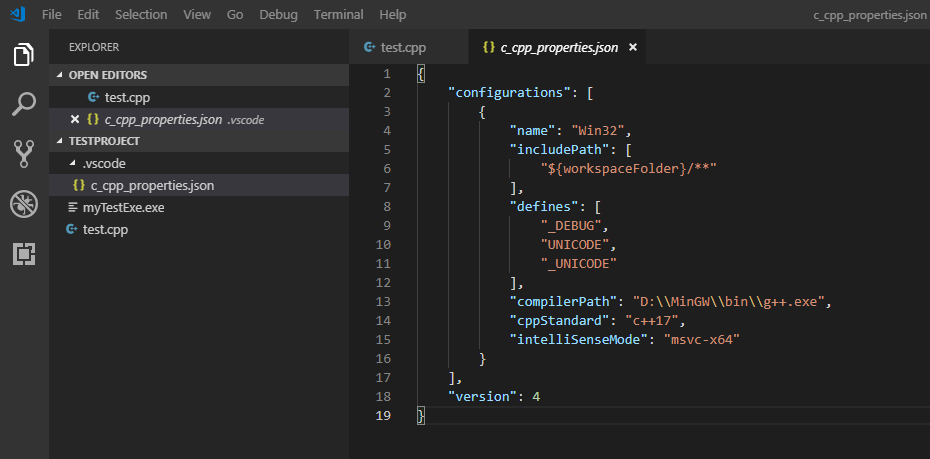 File Edit Selection View Go Debug Terminal Help c_cpp_properties.json
EXPLORER
OPEN EDITORS
test.cpp
c_cpp_properties.json .vscode
TESTPROJECT
.vscode
{} c_cpp_properties.json
myTestExe.exe
test.cpp
test.cpp {} c_cpp_properties.json
1 {
2 "configurations": [
3 {
4 "name": "Win32",
5 "includePath": [
6 "${workspaceFolder}/**"
7 ],
8 "defines": [
9 "_DEBUG",
10 "UNICODE",
11 "_UNICODE"
12 ],
13 "compilerPath": "D:\\MinGW\\bin\\g++.exe",
14 "cppStandard": "c++17",
15 "intelliSenseMode": "msvc-x64"
16 }
17 ],
18 "version": 4
19 }